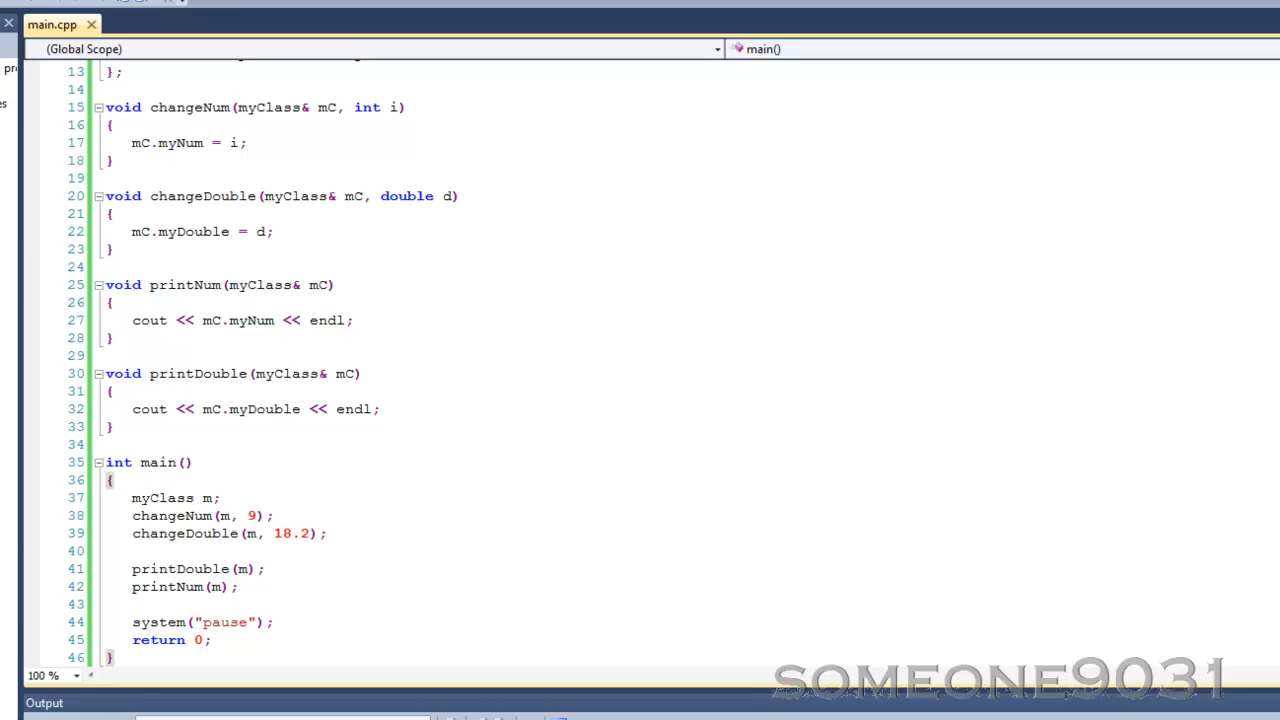 main.cpp
(Global Scope)
main()
pr
es
13 };
14
15 void changeNum(myClass& mC, int i)
16 {
17 mC.myNum = i;
18 }
19
20 void changeDouble(myClass& mC, double d)
21 {
22 mC.myDouble = d;
23 }
24
25 void printNum(myClass& mC)
26 {
27 cout << mC.myNum << endl;
28 }
29
30 void printDouble(myClass& mC)
31 {
32 cout << mC.myDouble << endl;
33 }
34
35 int main()
36 {
37 myClass m;
38 changeNum(m, 9);
39 changeDouble(m, 18.2);
40
41 printDouble(m);
42 printNum(m);
43
44 system("pause");
45 return 0;
46 }
100 %
SOMEONE9031
Output